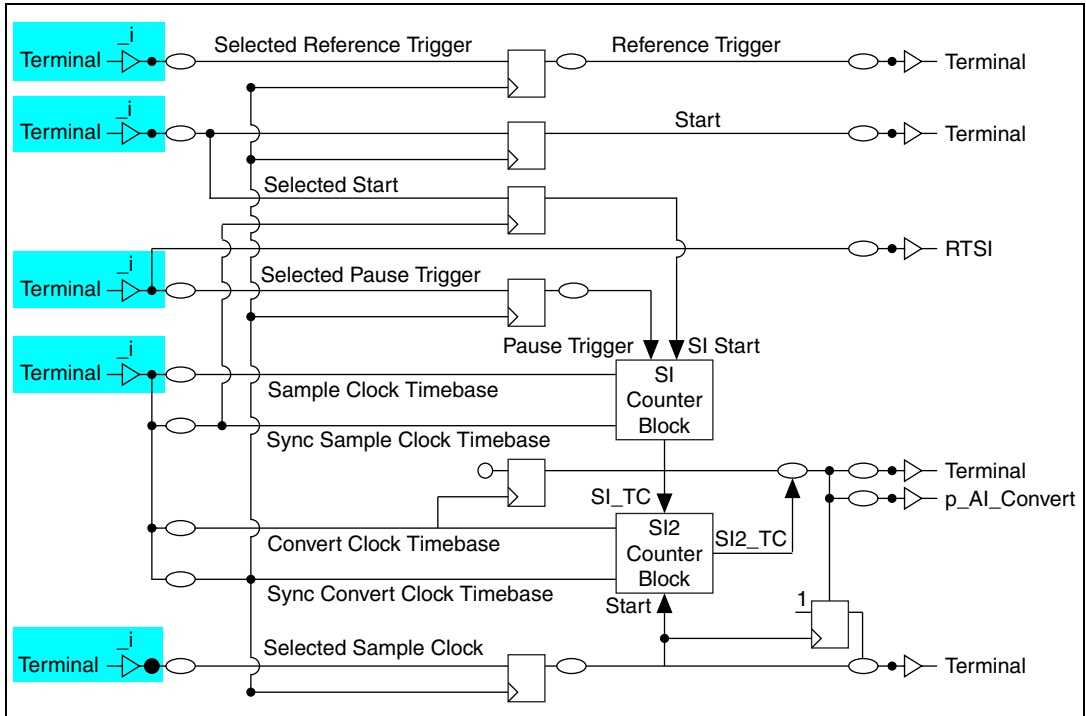 _i
Terminal
Selected Reference Trigger
Reference Trigger
Terminal
_i
Terminal
Start
Terminal
Selected Start
_i
Terminal
RTSI
Selected Pause Trigger
Pause Trigger
SI Start
_i
Terminal
Sample Clock Timebase
SI
Counter
Block
Sync Sample Clock Timebase
Terminal
SI_TC
p_AI_Convert
Convert Clock Timebase
SI2
Counter
Block
SI2_TC
Sync Convert Clock Timebase
Start
1
_i
Terminal
Selected Sample Clock
Terminal